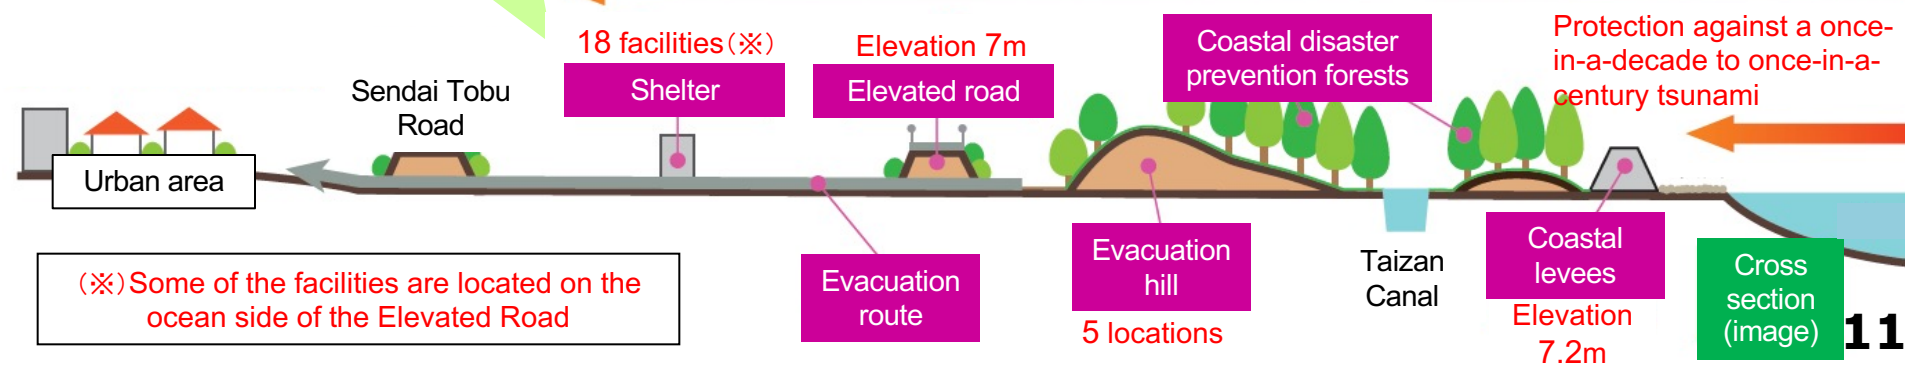 18 facilities(※)
Shelter
Elevation 7m
Elevated road
Coastal disaster
prevention forests
Protection against a once-
in-a-decade to once-in-a-
century tsunami
Sendai Tobu
Road
Urban area
(※)Some of the facilities are located on the
ocean side of the Elevated Road
Evacuation
route
Evacuation
hill
5 locations
Taizan
Canal
Coastal
levees
Elevation
7.2m
Cross
section
(image)
11